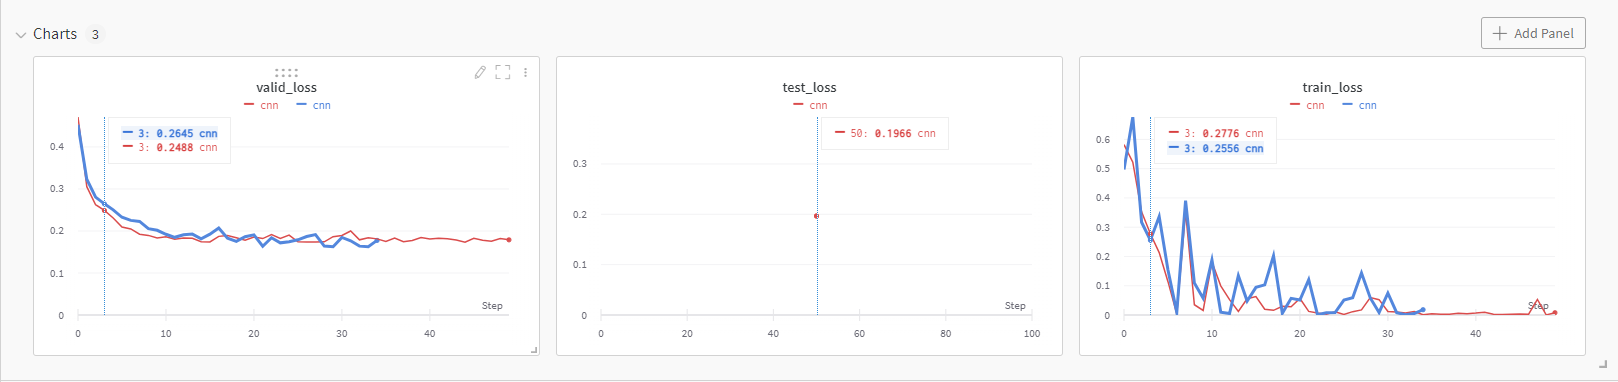 Charts 3
Add Panel
valid_loss
cnn cnn
3: 0.2645 cnn
3: 0.2488 cnn
0.4
0.3
0.2
0.1
0
Step
0 10 20 30 40
test_loss
cnn
50: 0.1966 cnn
0.3
0.2
0.1
0
Step
0 20 40 60 80 100
train_loss
cnn cnn
3: 0.2776 cnn
3: 0.2556 cnn
0.6
0.5
0.4
0.3
0.2
0.1
0
Step
0 10 20 30 40